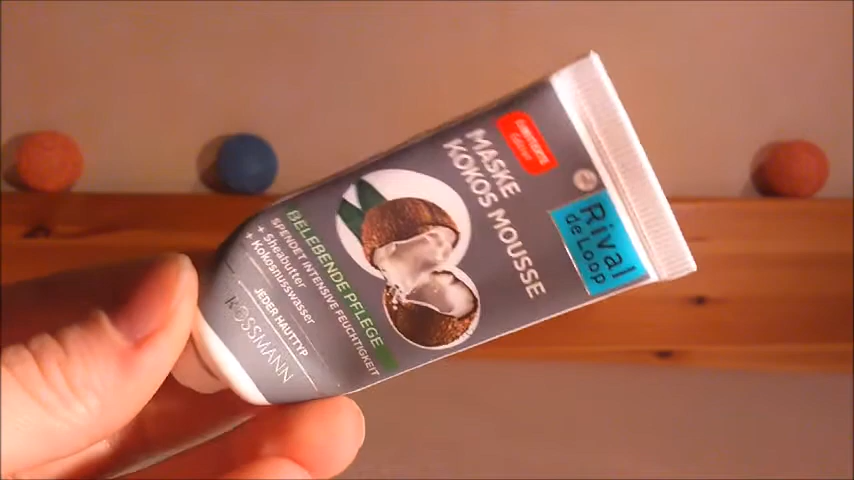 Rival
de Loop
MASKE
KOKOS MOUSSE
BELEBENDE PFLEGE
SPENDET INTENSIVE FEUCHTIGKEIT
+ Sheabutter
+ Kokosnusswasser
JEDER HAUTTYP
ROSSMANN